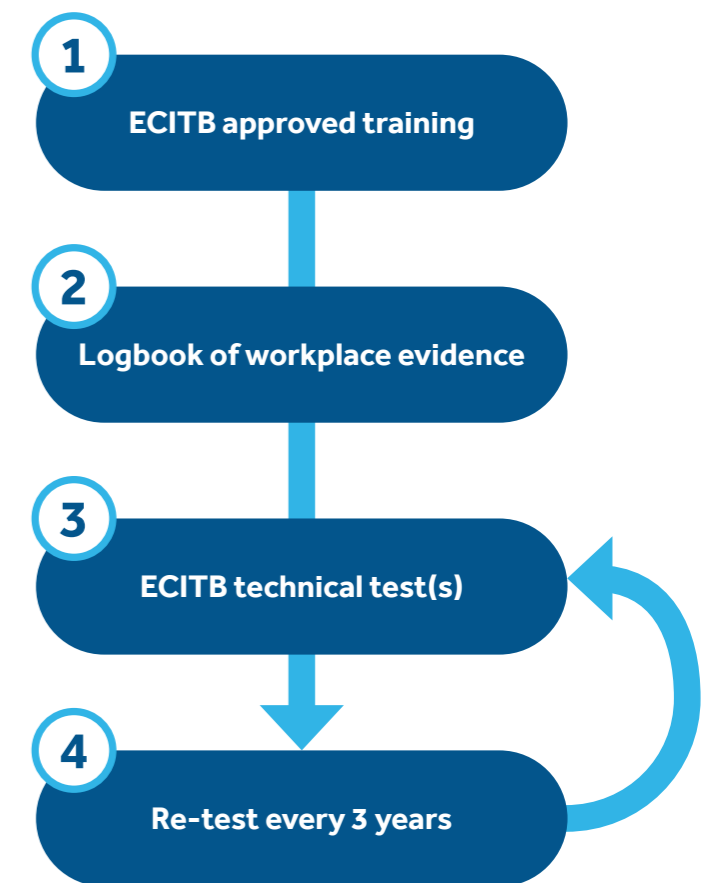 1
ECITB approved training
2
Logbook of workplace evidence
3
ECITB technical test(s)
4
Re-test every 3 years